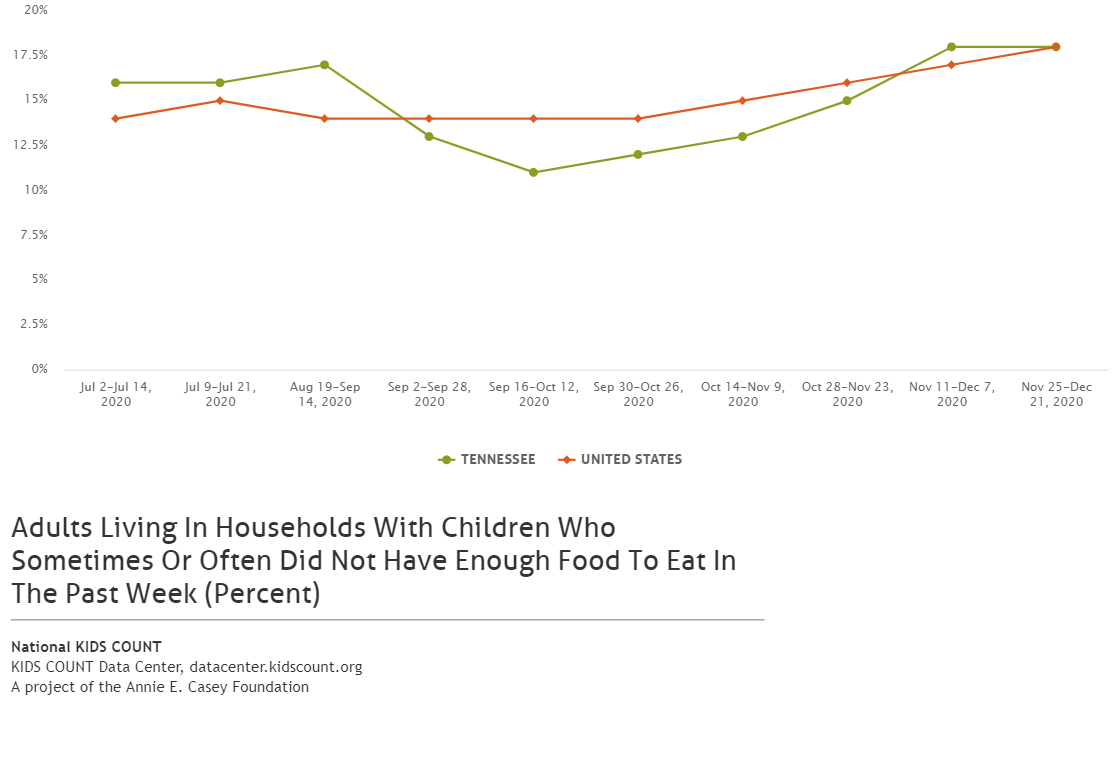 20%
17.5%
15%
12.5%
10%
7.5%
5%
2.5%
0%
Jul 2–Jul 14,
2020
Jul 9–Jul 21,
2020
Aug 19–Sep
14, 2020
Sep 2–Sep 28,
2020
Sep 16–Oct 12,
2020
Sep 30–Oct 26,
2020
Oct 14–Nov 9,
2020
Oct 28–Nov 23,
2020
Nov 11–Dec 7,
2020
Nov 25–Dec
21, 2020
TENNESSEE
UNITED STATES
Adults Living In Households With Children Who
Sometimes Or Often Did Not Have Enough Food To Eat In
The Past Week (Percent)
National KIDS COUNT
KIDS COUNT Data Center, datacenter.kidscount.org
A project of the Annie E. Casey Foundation